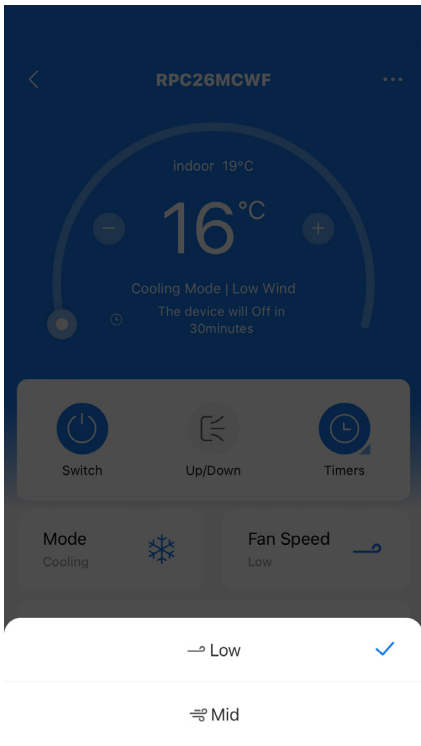 RPC26MCWF
indoor 19°C
16°C
Cooling Mode | Low Wind
The device will Off in
30minutes
Switch
Up/Down
Timers
Mode
Cooling
Fan Speed
Low
Low
Mid